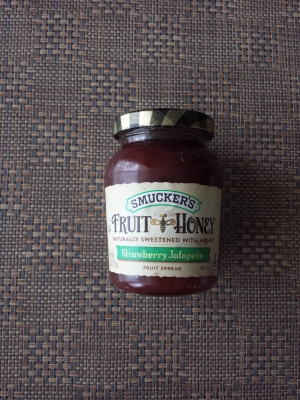 SMUCKER'S
FRUIT HONEY
NATURALLY SWEETENED WITH HONEY
Strawberry Jalapeño
FRUIT SPREAD